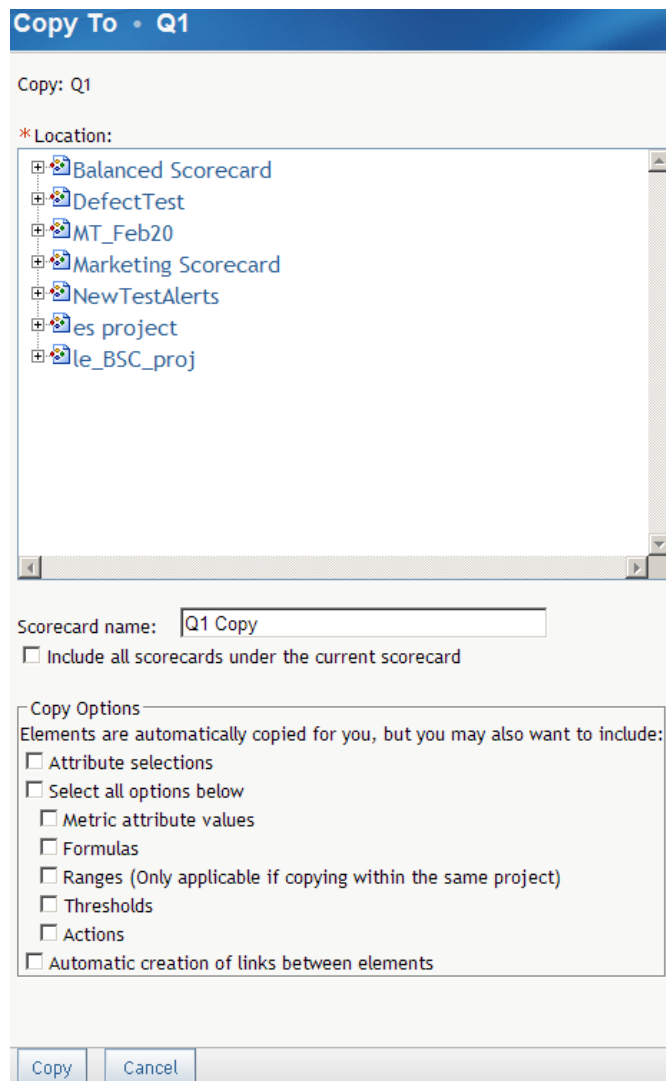 Copy To • Q1
Copy: Q1
*Location:
Balanced Scorecard
DefectTest
MT_Feb20
Marketing Scorecard
NewTestAlerts
es project
le_BSC_proj
Scorecard name: Q1 Copy
Include all scorecards under the current scorecard
Copy Options
Elements are automatically copied for you, but you may also want to include:
Attribute selections
Select all options below
Metric attribute values
Formulas
Ranges (Only applicable if copying within the same project)
Thresholds
Actions
Automatic creation of links between elements
Copy Cancel